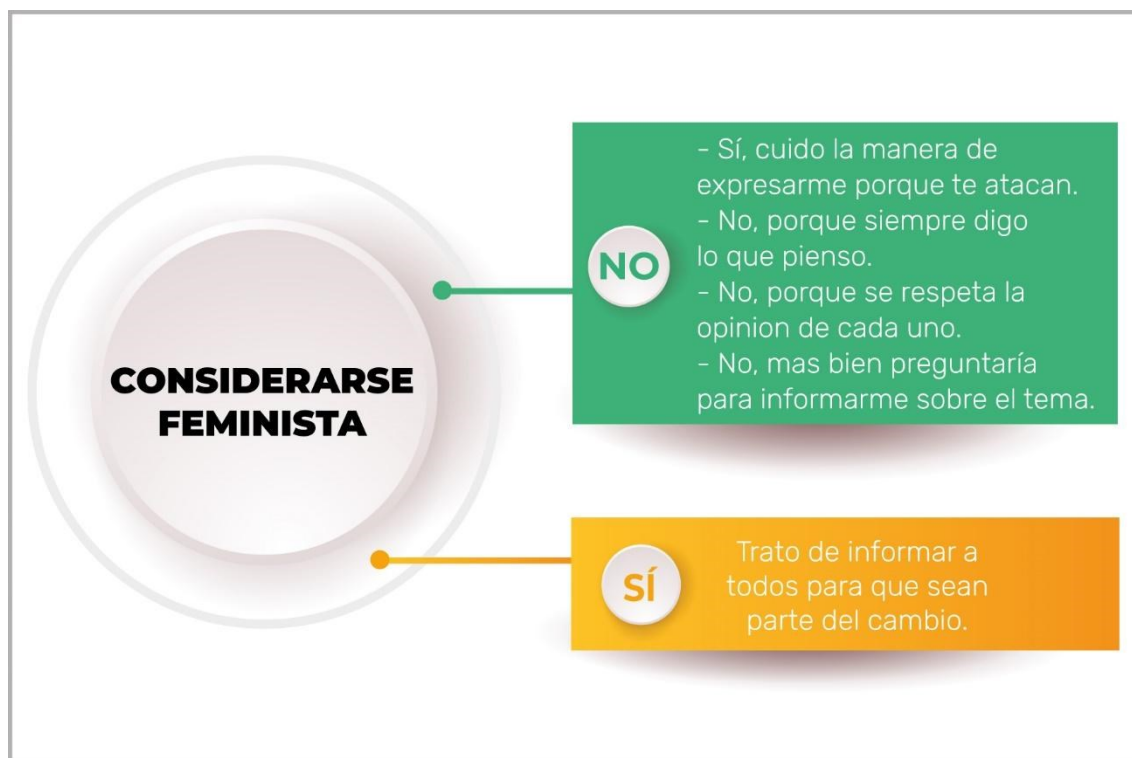 CONSIDERARSE
FEMINISTA
NO
- Sí, cuido la manera de
expresarme porque te atacan.
- No, porque siempre digo
lo que pienso.
- No, porque se respeta la
opinion de cada uno.
- No, mas bien preguntaría
para informarme sobre el tema.
SÍ
Trato de informar a
todos para que sean
parte del cambio.